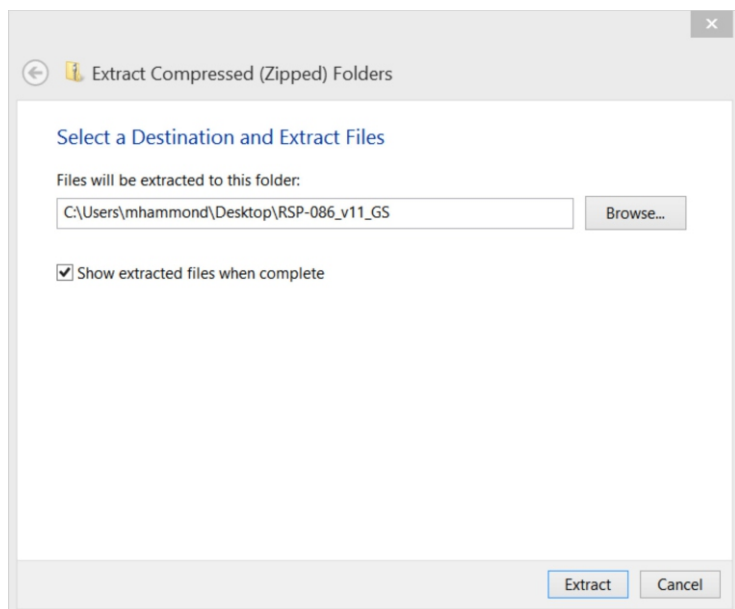 Extract Compressed (Zipped) Folders
Select a Destination and Extract Files
Files will be extracted to this folder:
C:\Users\mhammond\Desktop\RSP-086_v11_GS
Browse...
Show extracted files when complete
Extract
Cancel